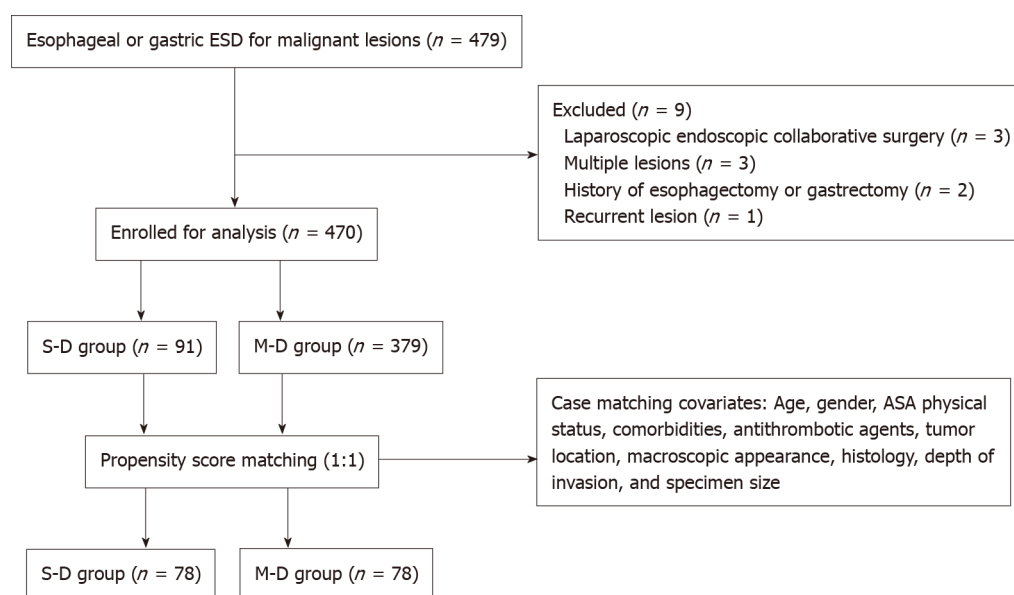 Esophageal or gastric ESD for malignant lesions (n = 479)
Excluded (n = 9)
Laparoscopic endoscopic collaborative surgery (n = 3)
Multiple lesions (n = 3)
History of esophagectomy or gastrectomy (n = 2)
Recurrent lesion (n = 1)
Enrolled for analysis (n = 470)
S-D group (n = 91)
M-D group (n = 379)
Case matching covariates: Age, gender, ASA physical
status, comorbidities, antithrombotic agents, tumor
location, macroscopic appearance, histology, depth of
invasion, and specimen size
Propensity score matching (1:1)
S-D group (n = 78)
M-D group (n = 78)